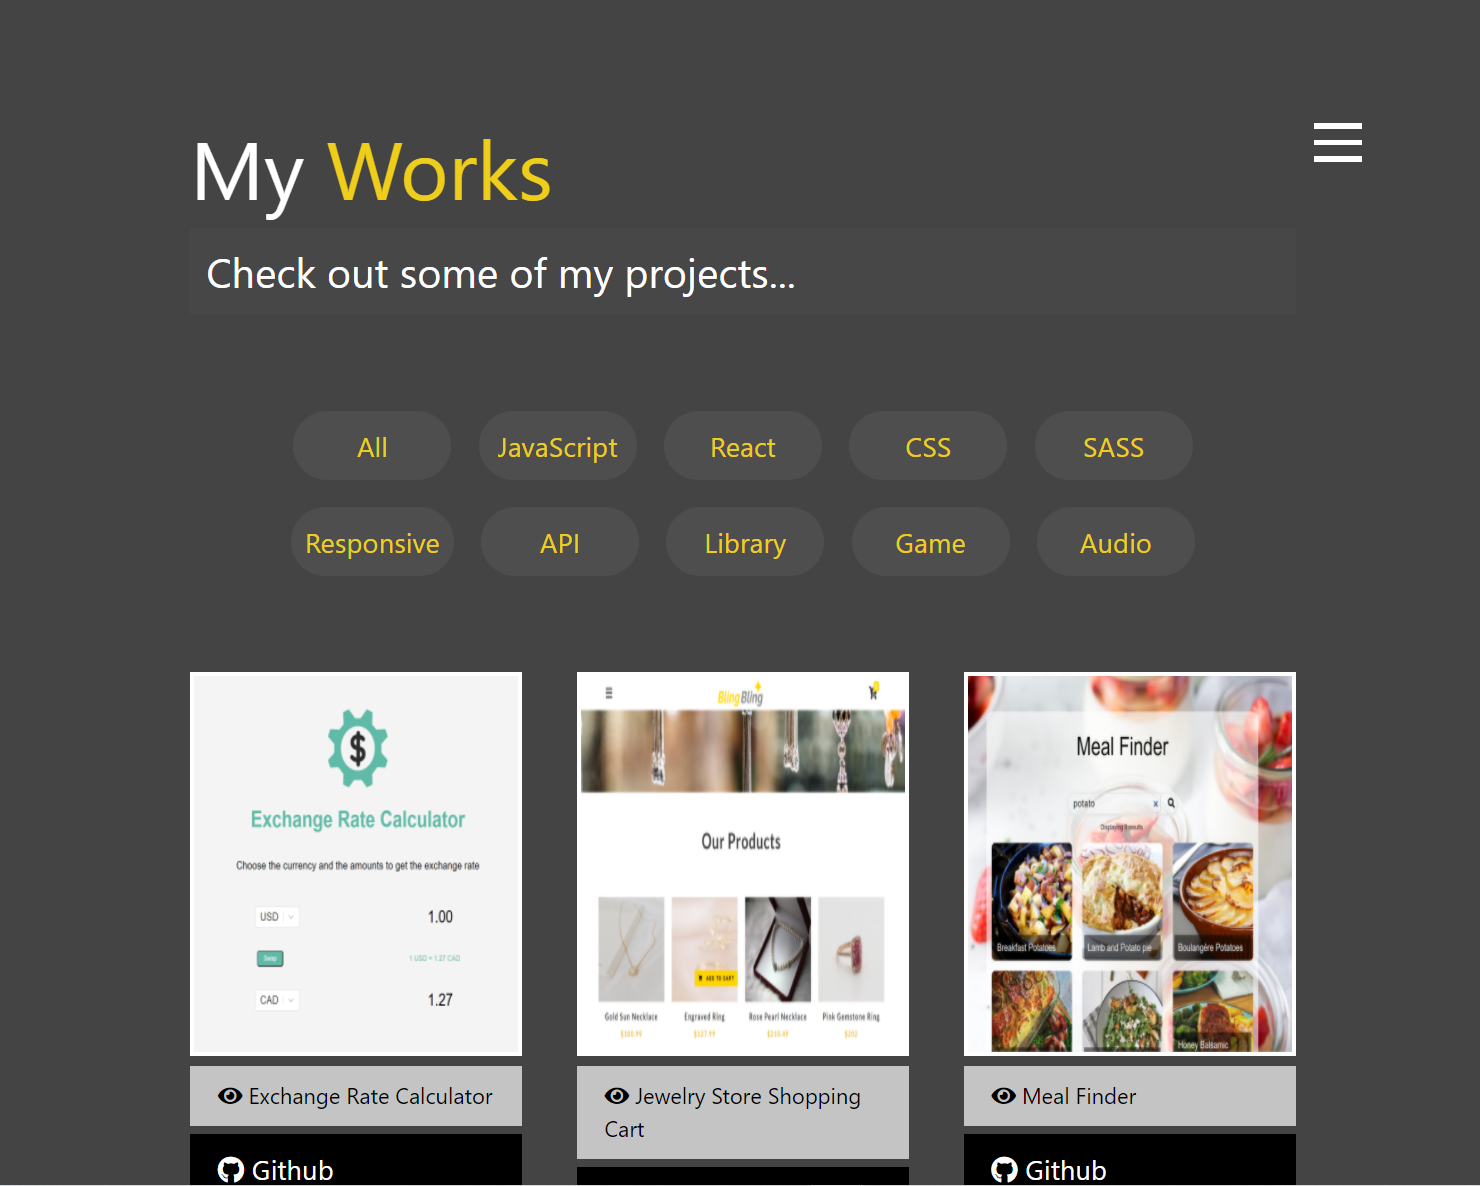 My Works
Check out some of my projects...
All JavaScript React CSS SASS
Responsive API Library Game Audio
$
Exchange Rate Calculator
Choose the currency and the amounts to get the exchange rate
USD 1.00
Swap 1 USD = 1.27 CAD
CAD 1.27
BlingBling
Our Products
ADD TO CART
Gold Sun Necklace Engraved Ring Rose Pearl Necklace Pink Gemstone Ring
$127.99 $202
Meal Finder
potato x
Breakfast Potatoes Lamb and Potato pie Boulangère Potatoes
Honey Balsamic
Exchange Rate Calculator
Github
Jewelry Store Shopping
Cart
Meal Finder
Github